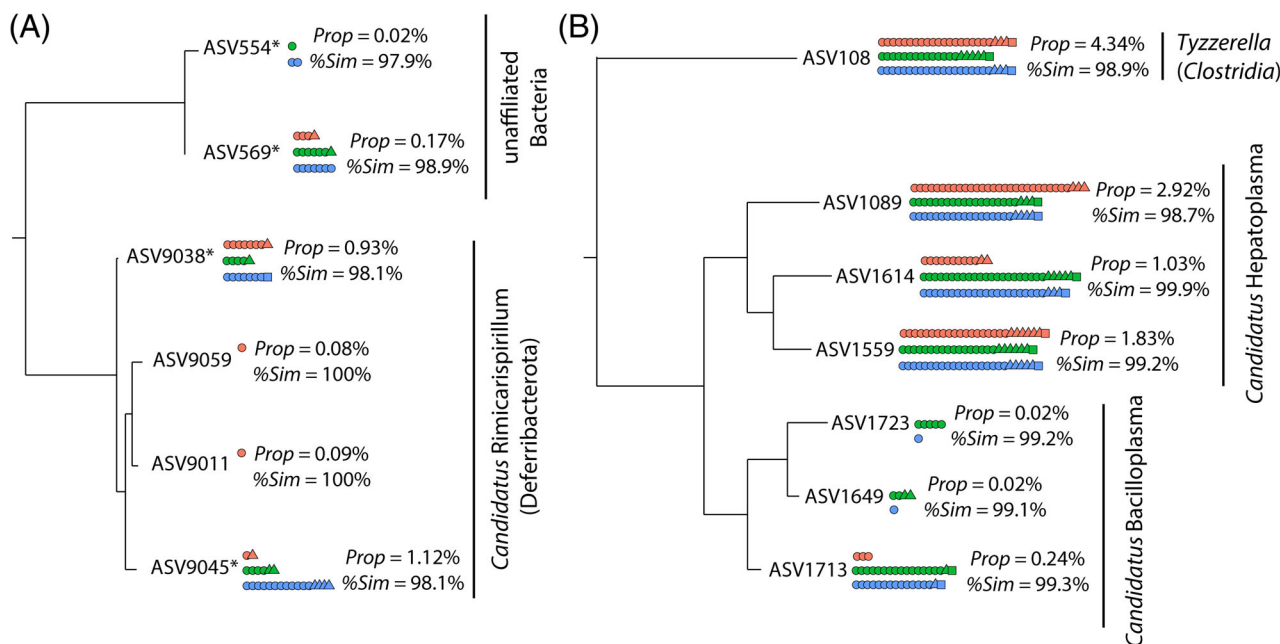 (A)
ASV554*
Prop = 0.02%
%Sim = 97.9%
ASV569*
Prop = 0.17%
%Sim = 98.9%
unaffiliated
Bacteria
ASV9038*
Prop = 0.93%
%Sim = 98.1%
ASV9059
Prop = 0.08%
%Sim = 100%
ASV9011
Prop = 0.09%
%Sim = 100%
ASV9045*
Prop = 1.12%
%Sim = 98.1%
Candidatus Rimicarispirillum
(Deferribacterota)
(B)
ASV108
Prop = 4.34%
%Sim = 98.9%
Tyzzerella
(Clostridia)
ASV1089
Prop = 2.92%
%Sim = 98.7%
ASV1614
Prop = 1.03%
%Sim = 99.9%
ASV1559
Prop = 1.83%
%Sim = 99.2%
Candidatus Hepatoplasma
ASV1723
Prop = 0.02%
%Sim = 99.2%
ASV1649
Prop = 0.02%
%Sim = 99.1%
ASV1713
Prop = 0.24%
%Sim = 99.3%
Candidatus Bacilloplasma